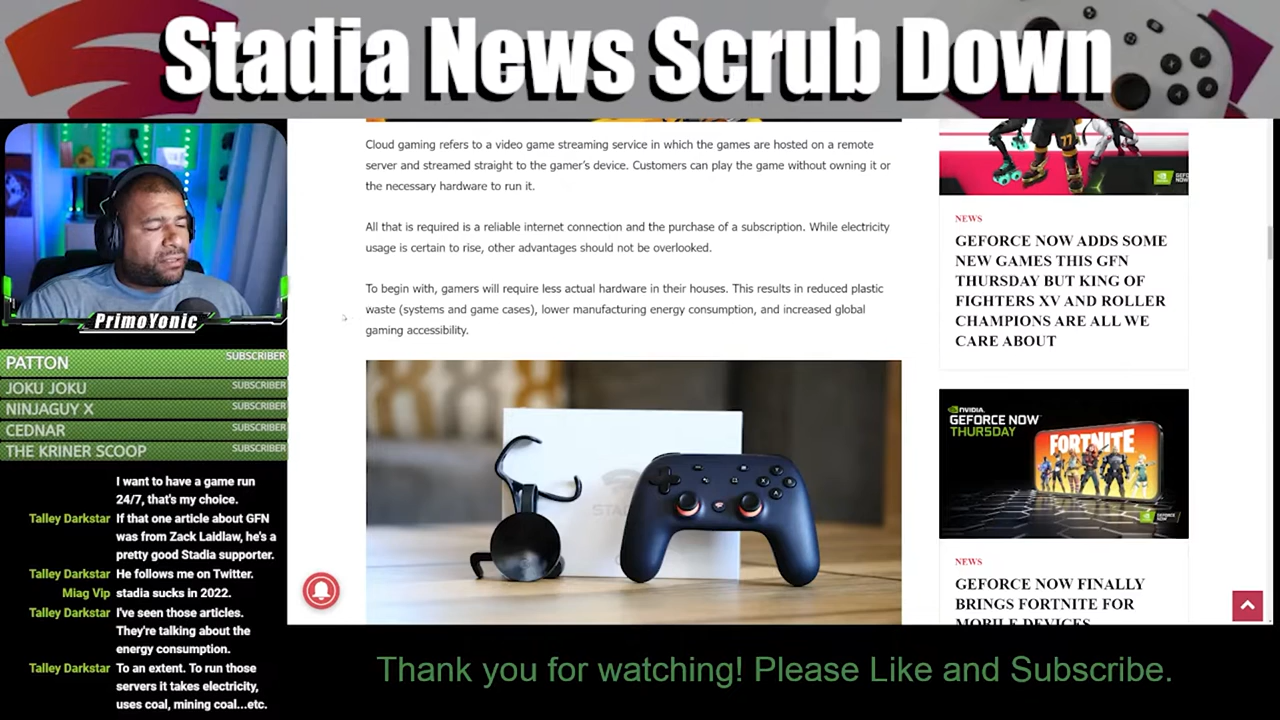 Stadia News Scrub Down
PrimoYonic
PATTON SUBSCRIBER
JOKU JOKU SUBSCRIBER
NINJAGUY X SUBSCRIBER
CEDNAR SUBSCRIBER
THE KRINER SCOOP SUBSCRIBER
I want to have a game run
24/7, that's my choice.
Talley Darkstar If that one article about GFN
was from Zack Laidlaw, he's a
pretty good Stadia supporter.
Talley Darkstar He follows me on Twitter.
Miag Vip stadia sucks in 2022.
Talley Darkstar I've seen those articles.
They're talking about the
energy consumption.
Talley Darkstar To an extent. To run those
servers it takes electricity,
uses coal, mining coal...etc.
Cloud gaming refers to a video game streaming service in which the games are hosted on a remote
server and streamed straight to the gamer's device. Customers can play the game without owning it or
the necessary hardware to run it.
All that is required is a reliable internet connection and the purchase of a subscription. While electricity
usage is certain to rise, other advantages should not be overlooked.
To begin with, gamers will require less actual hardware in their houses. This results in reduced plastic
waste (systems and game cases), lower manufacturing energy consumption, and increased global
gaming accessibility.
77
NEWS
GEFORCE NOW ADDS SOME
NEW GAMES THIS GFN
THURSDAY BUT KING OF
FIGHTERS XV AND ROLLER
CHAMPIONS ARE ALL WE
CARE ABOUT
NVIDIA
GEFORCE NOW
THURSDAY
FORTNITE
NEWS
GEFORCE NOW FINALLY
BRINGS FORTNITE FOR
MOBILE DEVICES
Thank you for watching! Please Like and Subscribe.